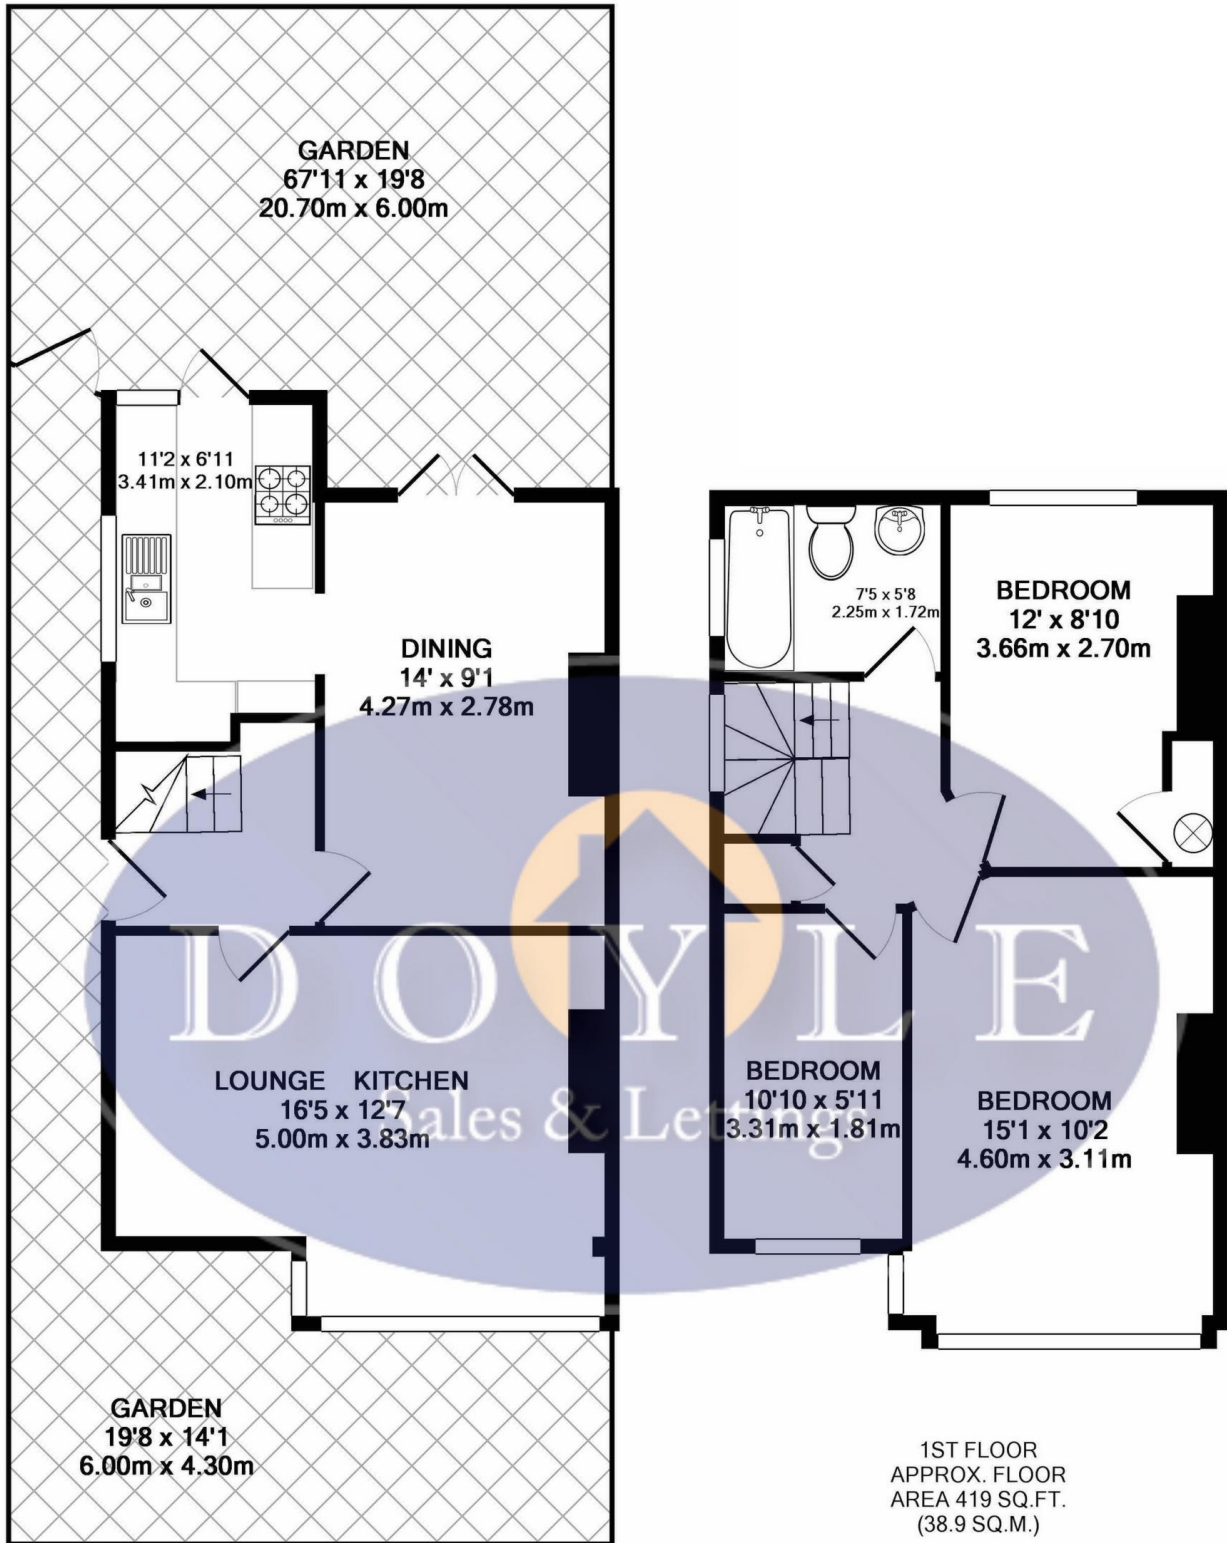 GARDEN
67'11 x 19'8
20.70m x 6.00m
11'2 x 6'11
3.41m x 2.10m
DINING
14' x 9'1
4.27m x 2.78m
7'5 x 5'8
2.25m x 1.72m
BEDROOM
12' x 8'10
3.66m x 2.70m
DOYLE
Sales & Lettings
LOUNGE KITCHEN
16'5 x 12'7
5.00m x 3.83m
BEDROOM
10'10 x 5'11
3.31m x 1.81m
BEDROOM
15'1 x 10'2
4.60m x 3.11m
GARDEN
19'8 x 14'1
6.00m x 4.30m
1ST FLOOR
APPROX. FLOOR
AREA 419 SQ.FT.
(38.9 SQ.M.)